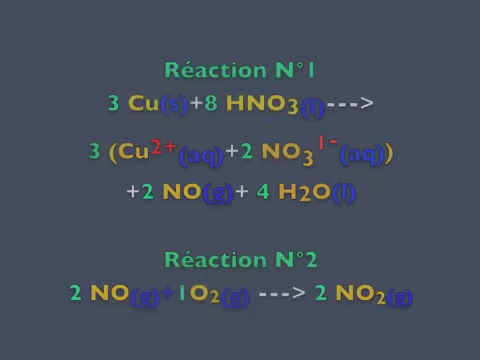 Réaction N°1
3 Cu(s)+8 HNO₃(l)--->
3 (Cu²⁺(aq)+2 NO₃¹⁻(aq))
+2 NO(g)+ 4 H₂O(l)
Réaction N°2
2 NO(g)+1O₂(g) ---> 2 NO₂(g)